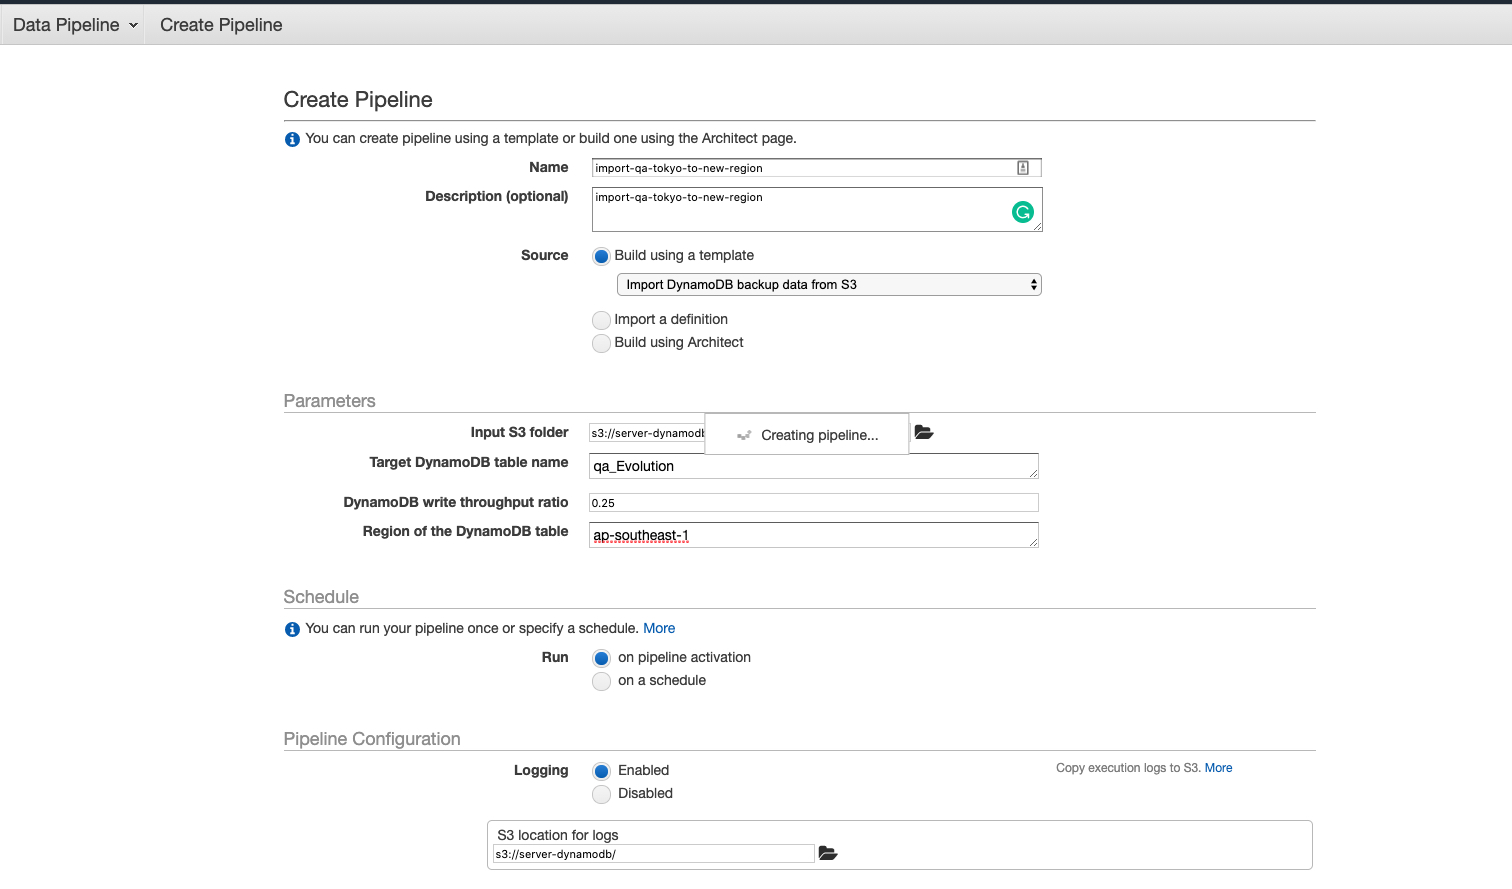 Data Pipeline
Create Pipeline
Create Pipeline
You can create pipeline using a template or build one using the Architect page.
Name
import-qa-tokyo-to-new-region
Description (optional)
import-qa-tokyo-to-new-region
Source
Build using a template
Import DynamoDB backup data from S3
Import a definition
Build using Architect
Parameters
Input S3 folder
s3://server-dynamodb
Creating pipeline...
Target DynamoDB table name
qa_Evolution
DynamoDB write throughput ratio
0.25
Region of the DynamoDB table
ap-southeast-1
Schedule
You can run your pipeline once or specify a schedule. More
Run
on pipeline activation
on a schedule
Pipeline Configuration
Logging
Enabled
Copy execution logs to S3. More
Disabled
S3 location for logs
s3://server-dynamodb/